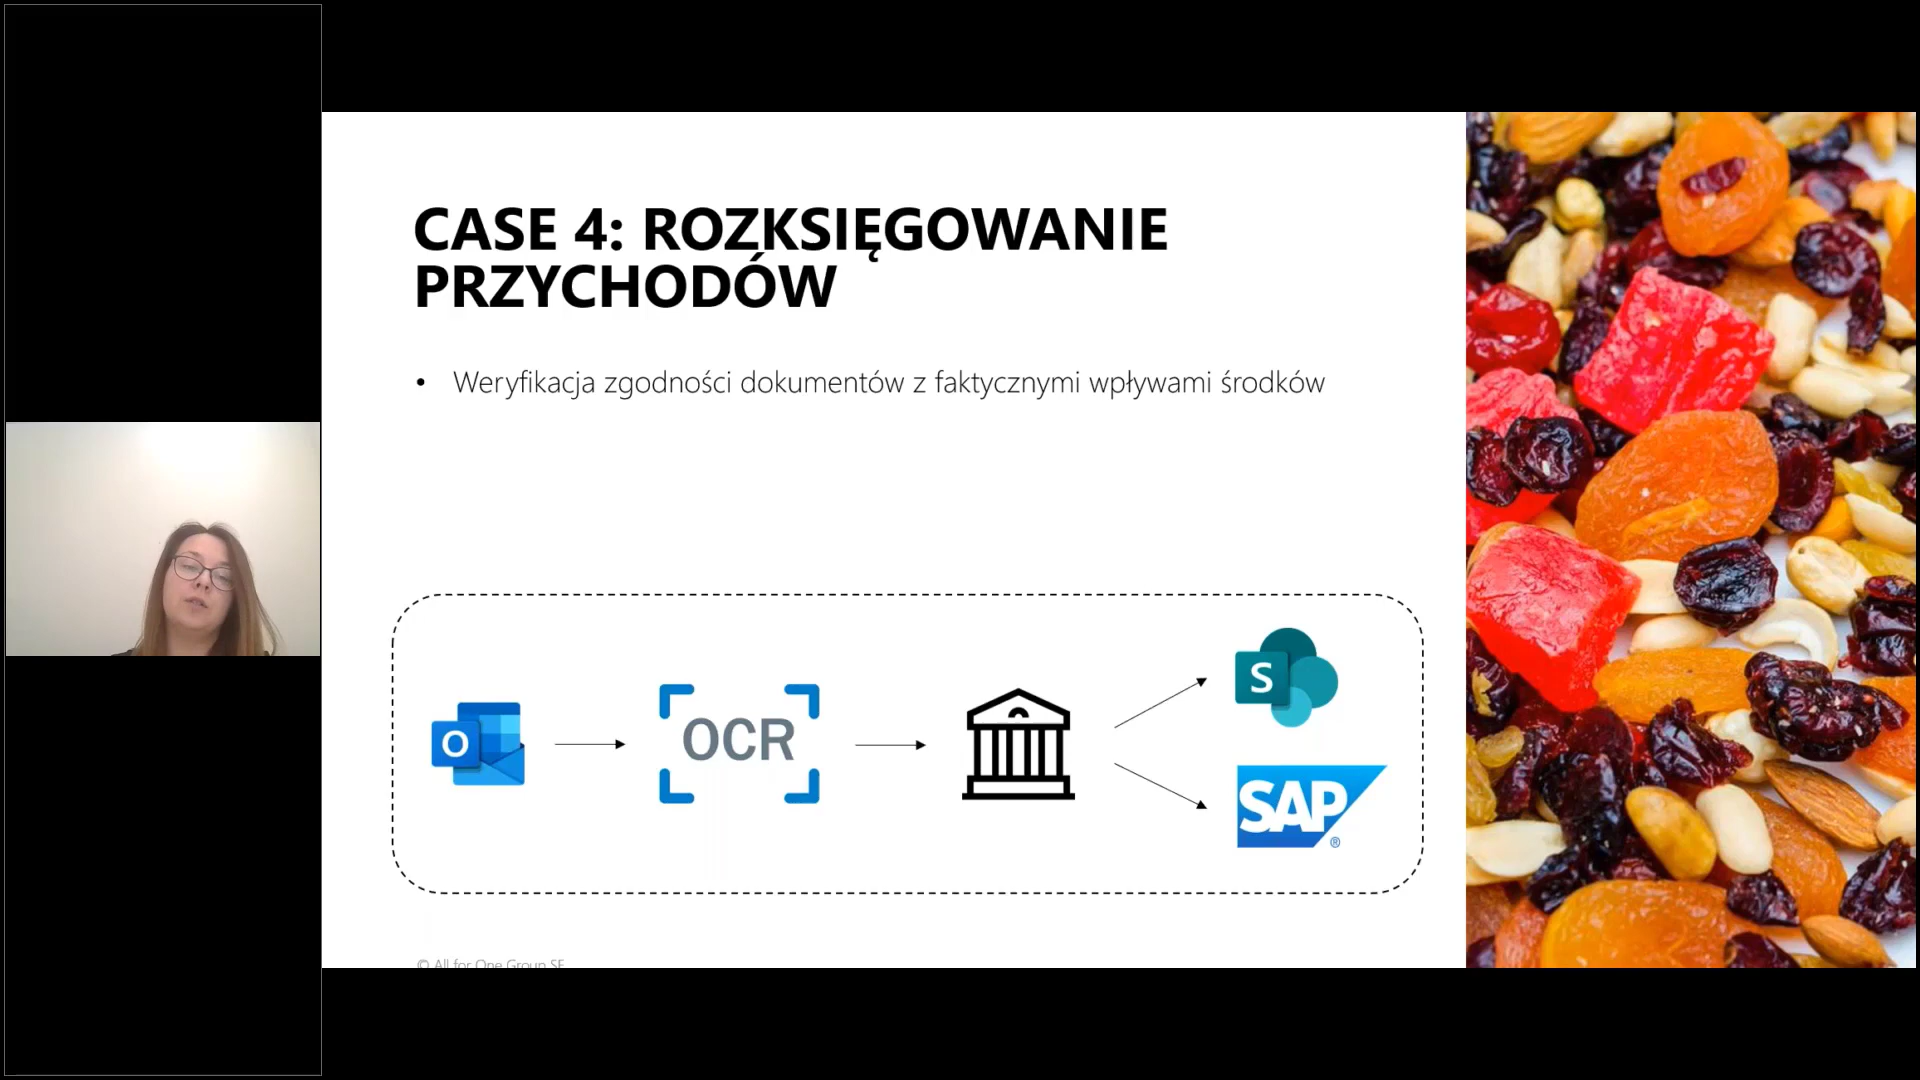 CASE 4: ROZKSIĘGOWANIE
PRZYCHODÓW
• Weryfikacja zgodności dokumentów z faktycznymi wpływami środków
O
OCR
S
SAP
®
© All for One Group SE